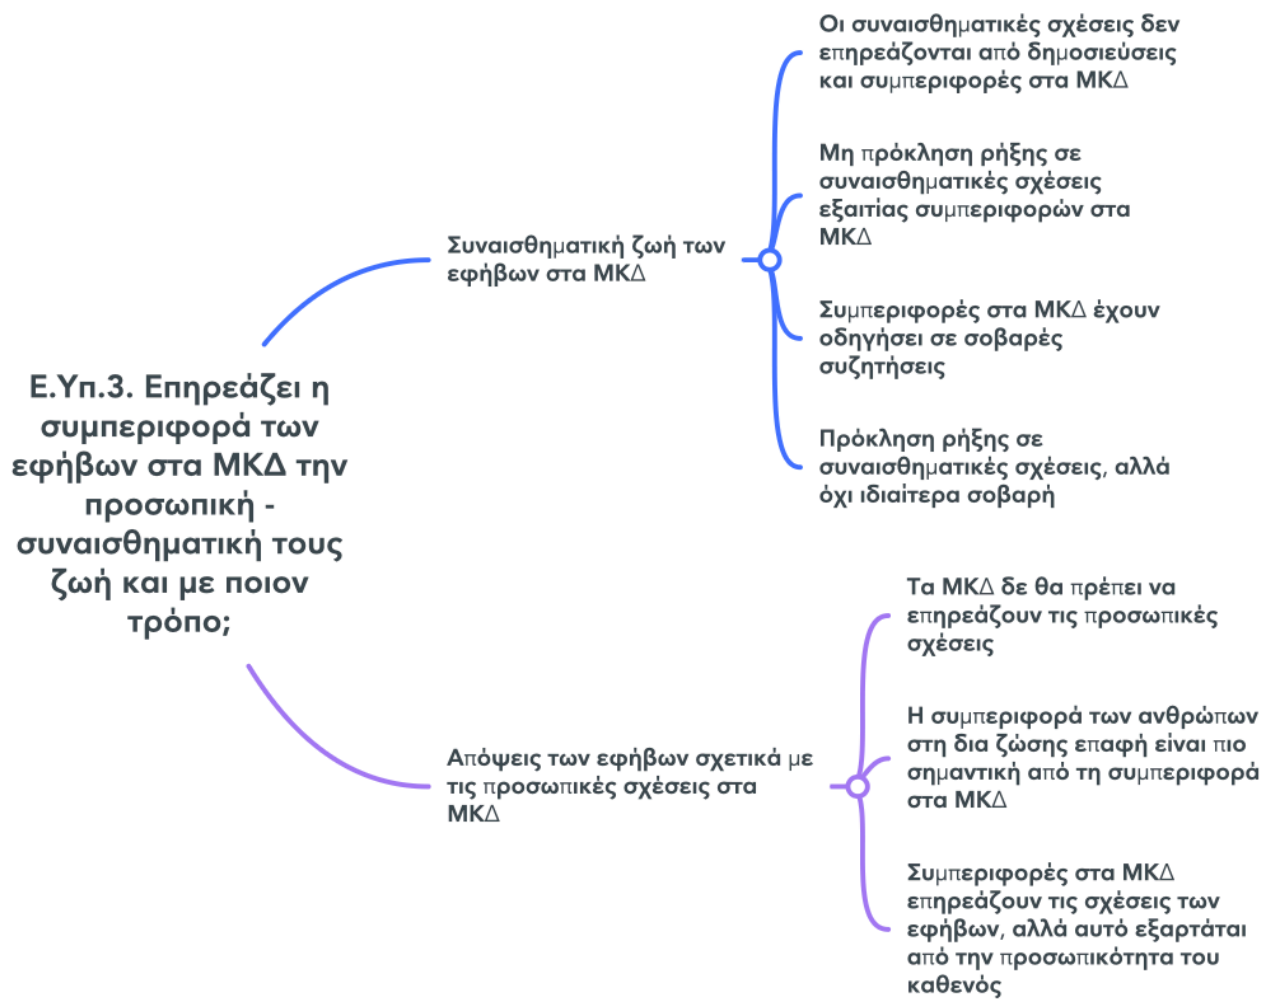 Ε.Υπ.3. Επηρεάζει η
συμπεριφορά των
εφήβων στα ΜΚΔ την
προσωπική -
συναισθηματική τους
ζωή και με ποιον
τρόπο;
Συναισθηματική ζωή των
εφήβων στα ΜΚΔ
Οι συναισθηματικές σχέσεις δεν
επηρεάζονται από δημοσιεύσεις
και συμπεριφορές στα ΜΚΔ
Μη πρόκληση ρήξης σε
συναισθηματικές σχέσεις
εξαιτίας συμπεριφορών στα
ΜΚΔ
Συμπεριφορές στα ΜΚΔ έχουν
οδηγήσει σε σοβαρές
συζητήσεις
Πρόκληση ρήξης σε
συναισθηματικές σχέσεις, αλλά
όχι ιδιαίτερα σοβαρή
Απόψεις των εφήβων σχετικά με
τις προσωπικές σχέσεις στα
ΜΚΔ
Τα ΜΚΔ δε θα πρέπει να
επηρεάζουν τις προσωπικές
σχέσεις
Η συμπεριφορά των ανθρώπων
στη δια ζώσης επαφή είναι πιο
σημαντική από τη συμπεριφορά
στα ΜΚΔ
Συμπεριφορές στα ΜΚΔ
επηρεάζουν τις σχέσεις των
εφήβων, αλλά αυτό εξαρτάται
από την προσωπικότητα του
καθενός